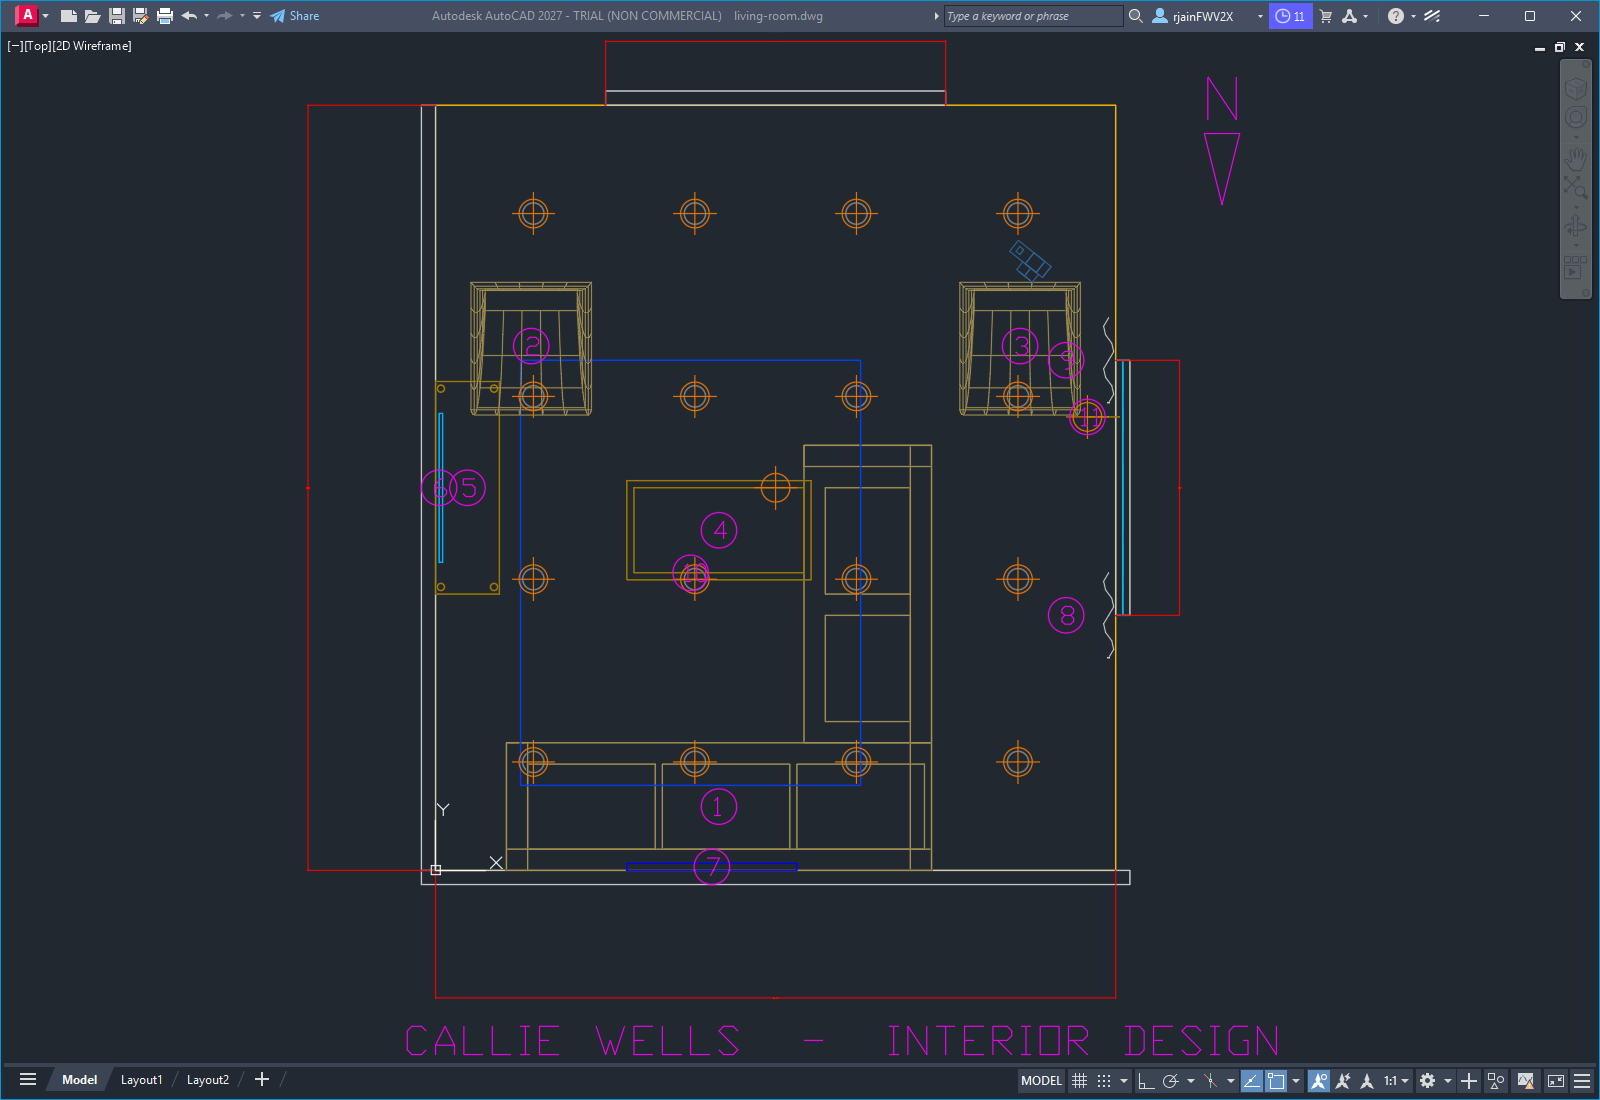 A
Share
Autodesk AutoCAD 2027 - TRIAL (NON COMMERCIAL) living-room.dwg
Type a keyword or phrase
rjainFWV2X
11
?
[−][Top][2D Wireframe]
N
D
2
3
9
11
6
5
4
10
8
1
Y
X
7
CALLIE WELLS - INTERIOR DESIGN
Model
Layout1
Layout2
MODEL
1:1